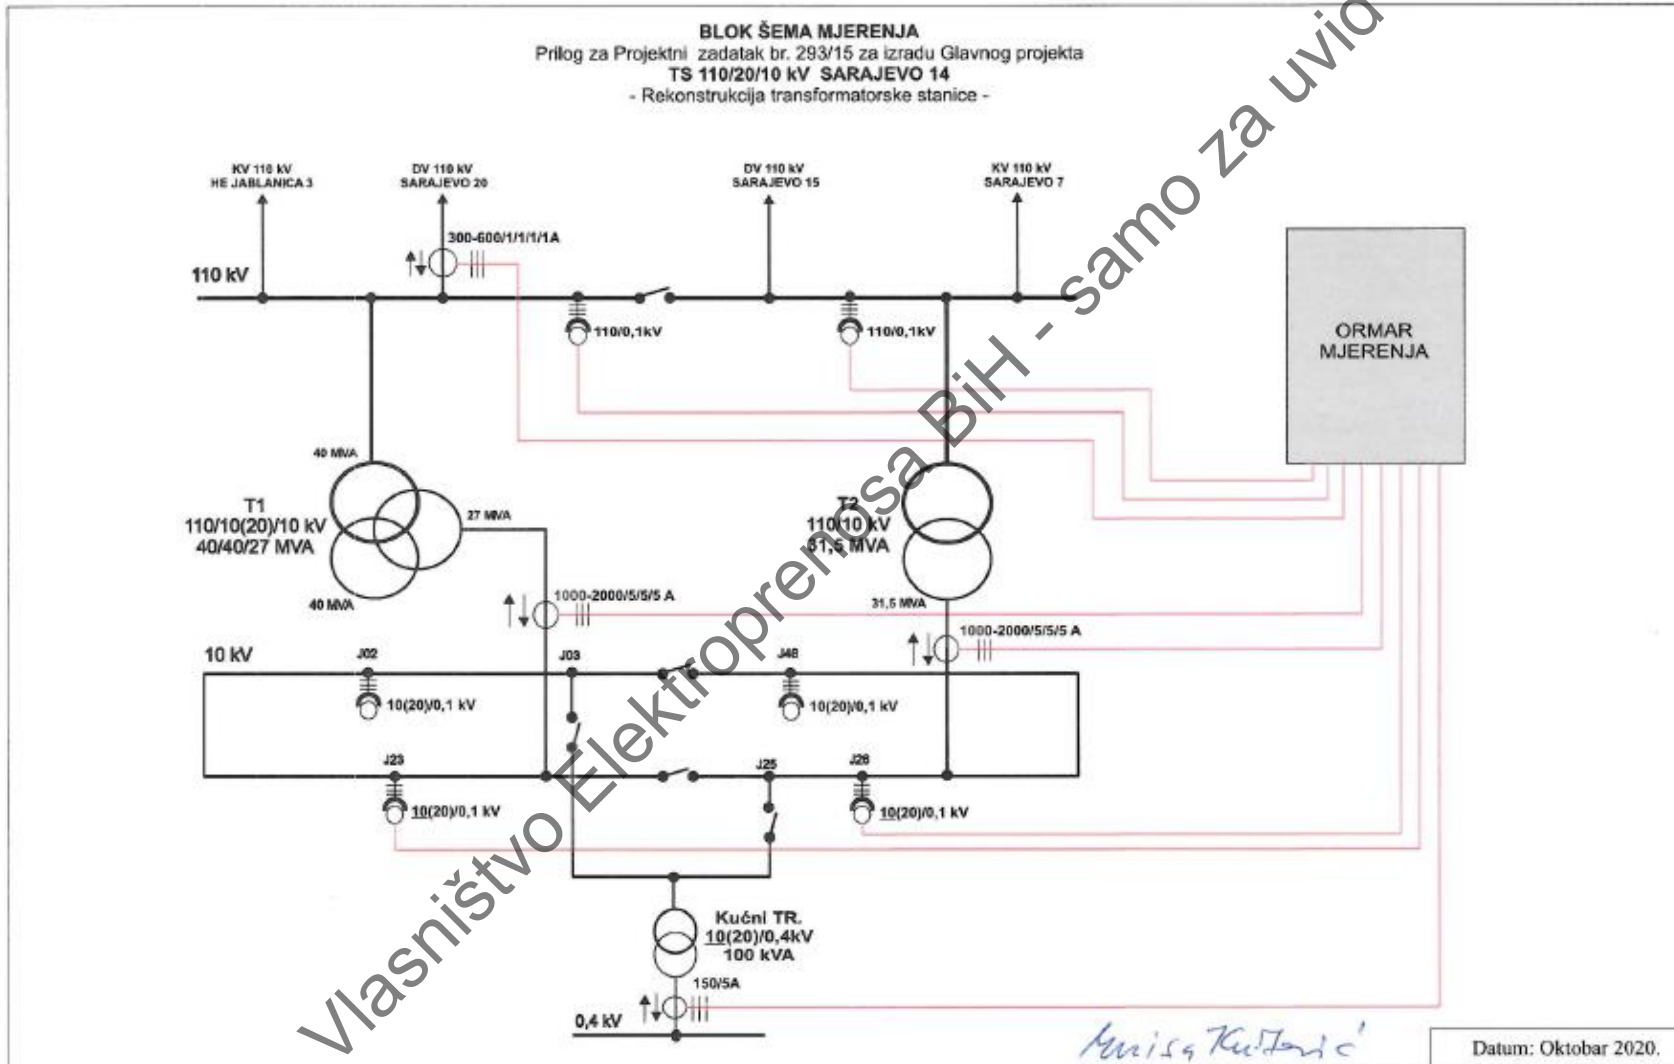 BLOK ŠEMA MJERENJA
Prilog za Projektni zadatak br. 293/15 za izradu Glavnog projekta
TS 110/20/10 kV SARAJEVO 14
- Rekonstrukcija transformatorske stanice -
KV 110 kV
HE JABLANICA 3
DV 110 kV
SARAJEVO 20
DV 110 kV
SARAJEVO 15
KV 110 kV
SARAJEVO 7
300-600/1/1/1/1A
110 kV
110/0,1kV
110/0,1kV
ORMAR
MJERENJA
40 MVA
T1
110/10(20)/10 kV
40/40/27 MVA
27 MVA
40 MVA
T2
110/10 kV
31,5 MVA
31,5 MVA
1000-2000/5/5/5 A
1000-2000/5/5/5 A
10 kV
J02
J03
J48
10(20)/0,1 kV
10(20)/0,1 kV
J23
J25
J26
10(20)/0,1 kV
10(20)/0,1 kV
Kućni TR.
10(20)/0,4kV
100 kVA
150/5A
0,4 kV
Vlasništvo Elektroprenosa BiH - samo za uvid
Datum: Oktobar 2020.